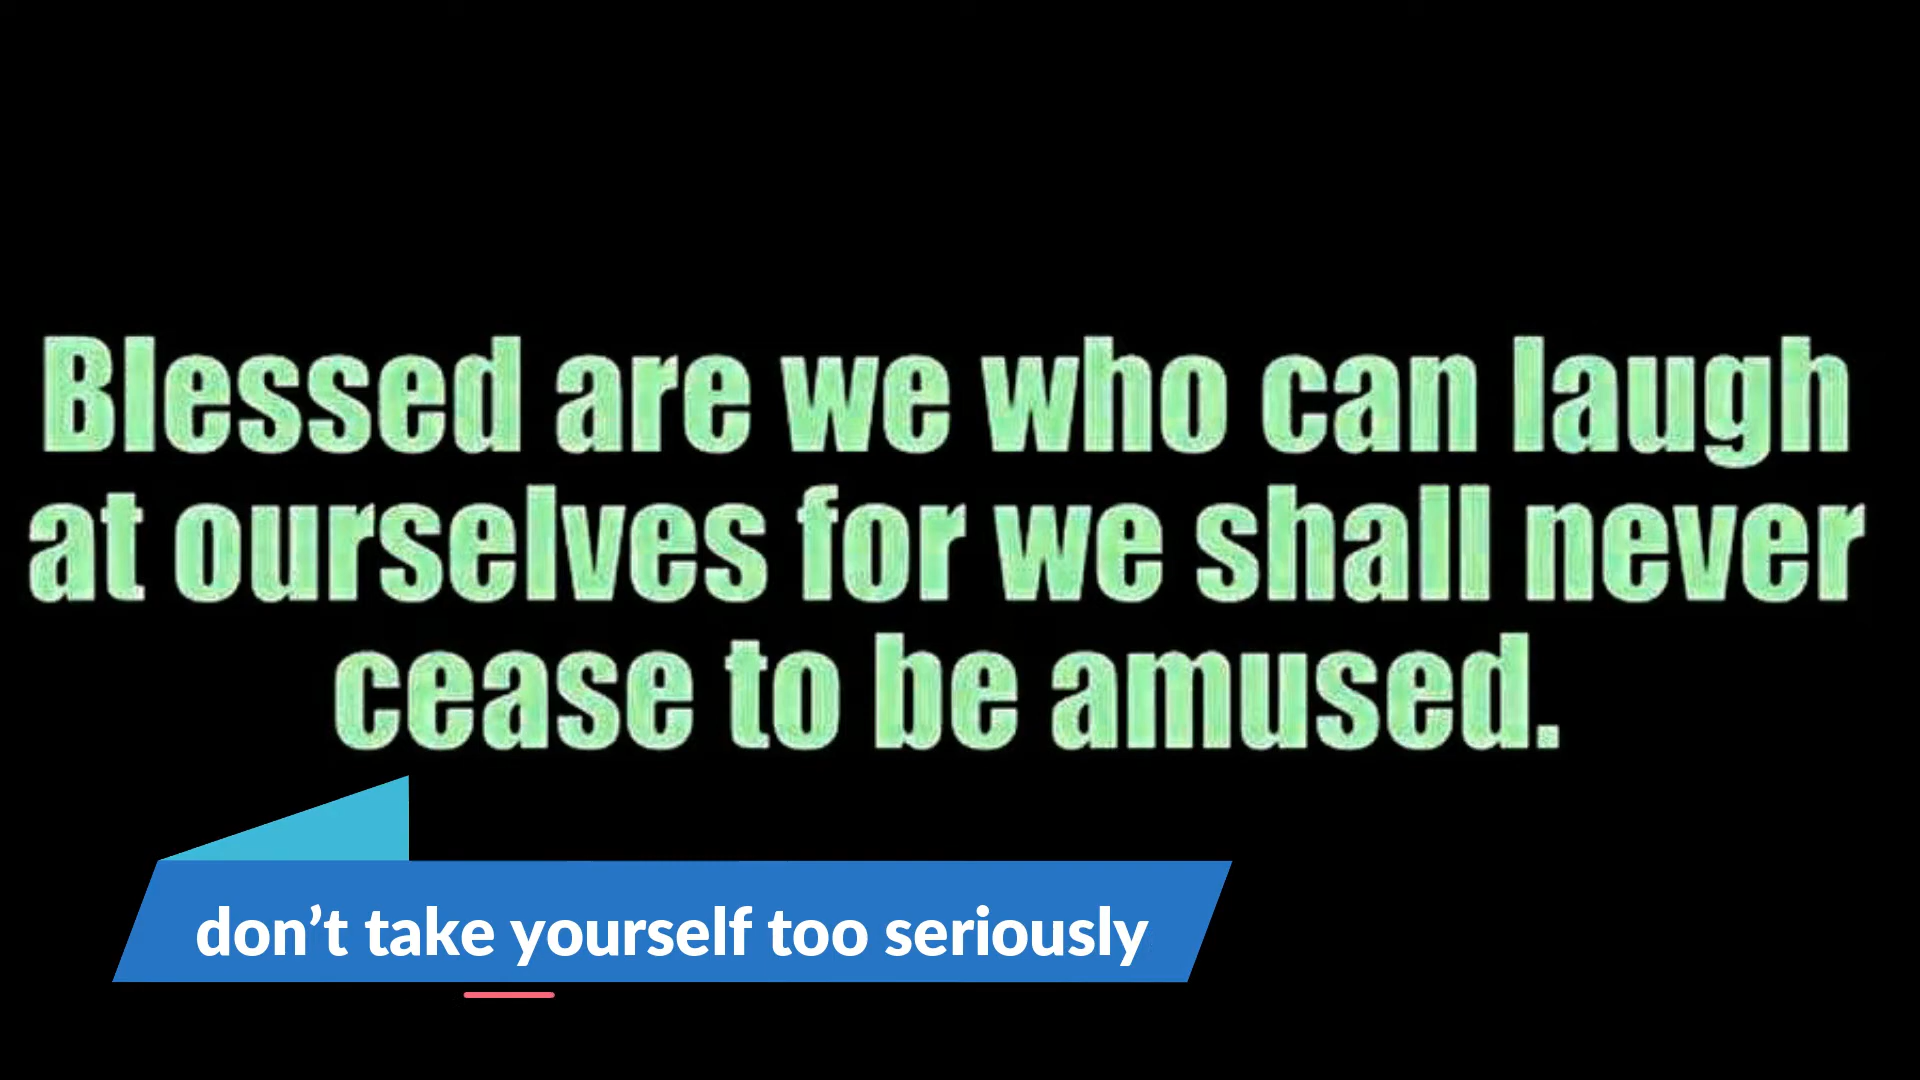 Blessed are we who can laugh
at ourselves for we shall never
cease to be amused.
don’t take yourself too seriously